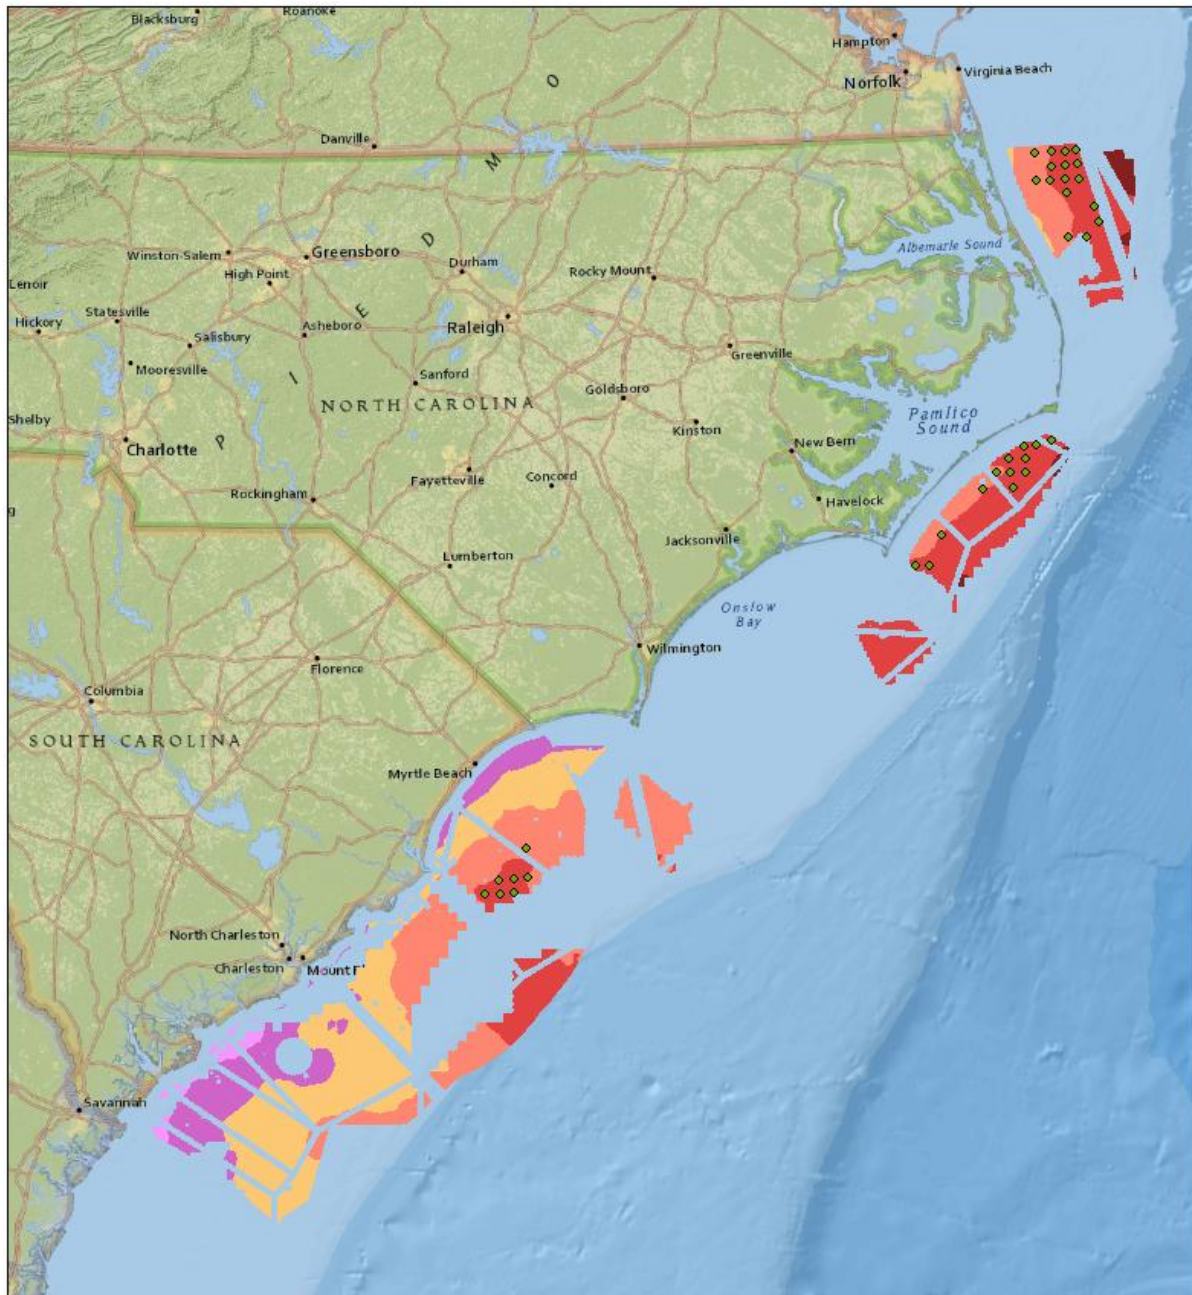 Blacksburg
Roanoke
Hampton
Norfolk
Virginia Beach
O
Danville
M
D
Winston-Salem
Greensboro
Durham
Rocky Mount
Albemarle Sound
High Point
Lenoir
E
Statesville
Hickory
Salisbury
Asheboro
Raleigh
Greenville
Mooresville
I
Sanford
Goldsboro
Shelby
NORTH CAROLINA
Pamlico
Sound
Kinston
P
Charlotte
New Bern
Fayetteville
Concord
Rockingham
Havelock
g
Jacksonville
Lumberton
Onslow
Bay
Wilmington
Florence
Columbia
SOUTH CAROLINA
Myrtle Beach
North Charleston
Charleston
Mount
Savannah